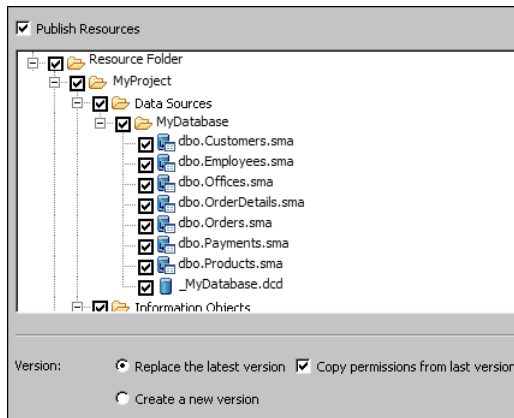 Publish Resources
Resource Folder
MyProject
Data Sources
MyDatabase
dbo.Customers.sma
dbo.Employees.sma
dbo.Offices.sma
dbo.OrderDetails.sma
dbo.Orders.sma
dbo.Payments.sma
dbo.Products.sma
_MyDatabase.dcd
Information Objects
Version: Replace the latest version Copy permissions from last version
Create a new version